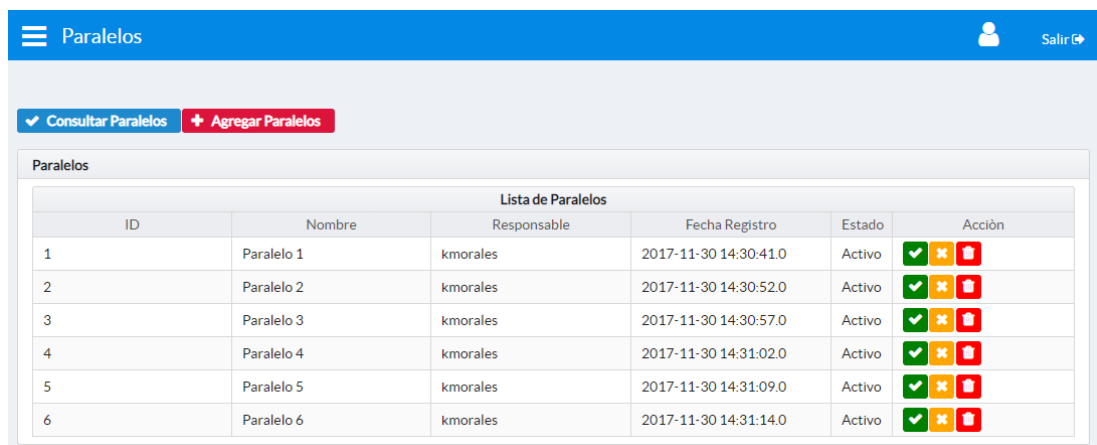 Paralelos Salir
Consultar Paralelos Agregar Paralelos
Paralelos
Lista de Paralelos
ID Nombre Responsable Fecha Registro Estado Acciòn
1 Paralelo 1 kmorales 2017-11-30 14:30:41.0 Activo
2 Paralelo 2 kmorales 2017-11-30 14:30:52.0 Activo
3 Paralelo 3 kmorales 2017-11-30 14:30:57.0 Activo
4 Paralelo 4 kmorales 2017-11-30 14:31:02.0 Activo
5 Paralelo 5 kmorales 2017-11-30 14:31:09.0 Activo
6 Paralelo 6 kmorales 2017-11-30 14:31:14.0 Activo